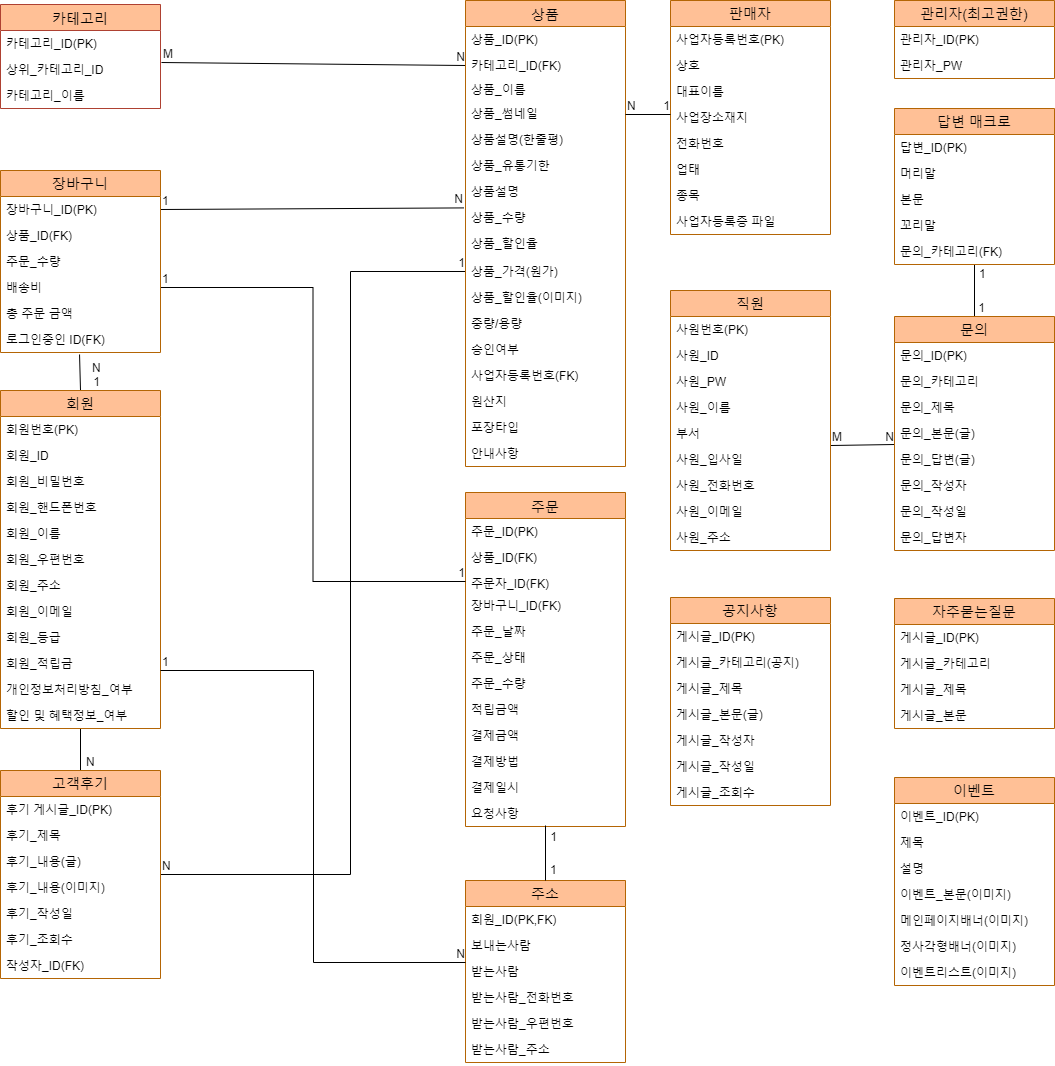 카테고리
카테고리_ID(PK)
상위_카테고리_ID
카테고리_이름
M
N
장바구니
장바구니_ID(PK)
상품_ID(FK)
주문_수량
배송비
총 주문 금액
로그인중인 ID(FK)
1
N
1
N
1
회원
회원번호(PK)
회원_ID
회원_비밀번호
회원_핸드폰번호
회원_이름
회원_우편번호
회원_주소
회원_이메일
회원_등급
회원_적립금
개인정보처리방침_여부
할인 및 혜택정보_여부
1
N
고객후기
후기 게시글_ID(PK)
후기_제목
후기_내용(글)
후기_내용(이미지)
후기_작성일
후기_조회수
작성자_ID(FK)
N
상품
상품_ID(PK)
카테고리_ID(FK)
상품_이름
상품_썸네일
상품설명(한줄평)
상품_유통기한
상품설명
상품_수량
상품_할인율
상품_가격(원가)
상품_할인율(이미지)
중량/용량
승인여부
사업자등록번호(FK)
원산지
포장타입
안내사항
1
N
1
주문
주문_ID(PK)
상품_ID(FK)
주문자_ID(FK)
장바구니_ID(FK)
주문_날짜
주문_상태
주문_수량
적립금액
결제금액
결제방법
결제일시
요청사항
1
1
1
주소
회원_ID(PK,FK)
보내는사람
받는사람
받는사람_전화번호
받는사람_우편번호
받는사람_주소
N
판매자
사업자등록번호(PK)
상호
대표이름
사업장소재지
전화번호
업태
종목
사업자등록증 파일
직원
사원번호(PK)
사원_ID
사원_PW
사원_이름
부서
사원_입사일
사원_전화번호
사원_이메일
사원_주소
M
N
공지사항
게시글_ID(PK)
게시글_카테고리(공지)
게시글_제목
게시글_본문(글)
게시글_작성자
게시글_작성일
게시글_조회수
관리자(최고권한)
관리자_ID(PK)
관리자_PW
답변 매크로
답변_ID(PK)
머리말
본문
꼬리말
문의_카테고리(FK)
1
1
문의
문의_ID(PK)
문의_카테고리
문의_제목
문의_본문(글)
문의_답변(글)
문의_작성자
문의_작성일
문의_답변자
자주묻는질문
게시글_ID(PK)
게시글_카테고리
게시글_제목
게시글_본문
이벤트
이벤트_ID(PK)
제목
설명
이벤트_본문(이미지)
메인페이지배너(이미지)
정사각형배너(이미지)
이벤트리스트(이미지)